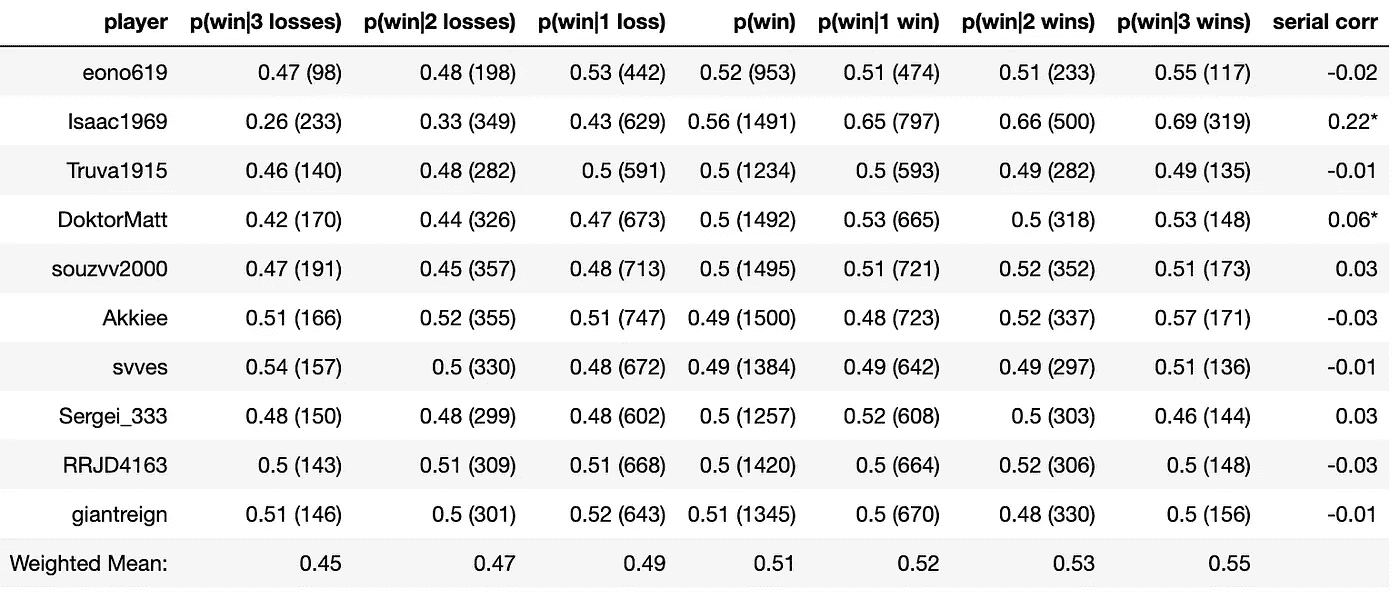 player p(win|3 losses) p(win|2 losses) p(win|1 loss) p(win) p(win|1 win) p(win|2 wins) p(win|3 wins) serial corr
eono619 0.47 (98) 0.48 (198) 0.53 (442) 0.52 (953) 0.51 (474) 0.51 (233) 0.55 (117) -0.02
Isaac1969 0.26 (233) 0.33 (349) 0.43 (629) 0.56 (1491) 0.65 (797) 0.66 (500) 0.69 (319) 0.22*
Truva1915 0.46 (140) 0.48 (282) 0.5 (591) 0.5 (1234) 0.5 (593) 0.49 (282) 0.49 (135) -0.01
DoktorMatt 0.42 (170) 0.44 (326) 0.47 (673) 0.5 (1492) 0.53 (665) 0.5 (318) 0.53 (148) 0.06*
souzvv2000 0.47 (191) 0.45 (357) 0.48 (713) 0.5 (1495) 0.51 (721) 0.52 (352) 0.51 (173) 0.03
Akkiee 0.51 (166) 0.52 (355) 0.51 (747) 0.49 (1500) 0.48 (723) 0.52 (337) 0.57 (171) -0.03
svves 0.54 (157) 0.5 (330) 0.48 (672) 0.49 (1384) 0.49 (642) 0.49 (297) 0.51 (136) -0.01
Sergei_333 0.48 (150) 0.48 (299) 0.48 (602) 0.5 (1257) 0.52 (608) 0.5 (303) 0.46 (144) 0.03
RRJD4163 0.5 (143) 0.51 (309) 0.51 (668) 0.5 (1420) 0.5 (664) 0.52 (306) 0.5 (148) -0.03
giantreign 0.51 (146) 0.5 (301) 0.52 (643) 0.51 (1345) 0.5 (670) 0.48 (330) 0.5 (156) -0.01
Weighted Mean: 0.45 0.47 0.49 0.51 0.52 0.53 0.55